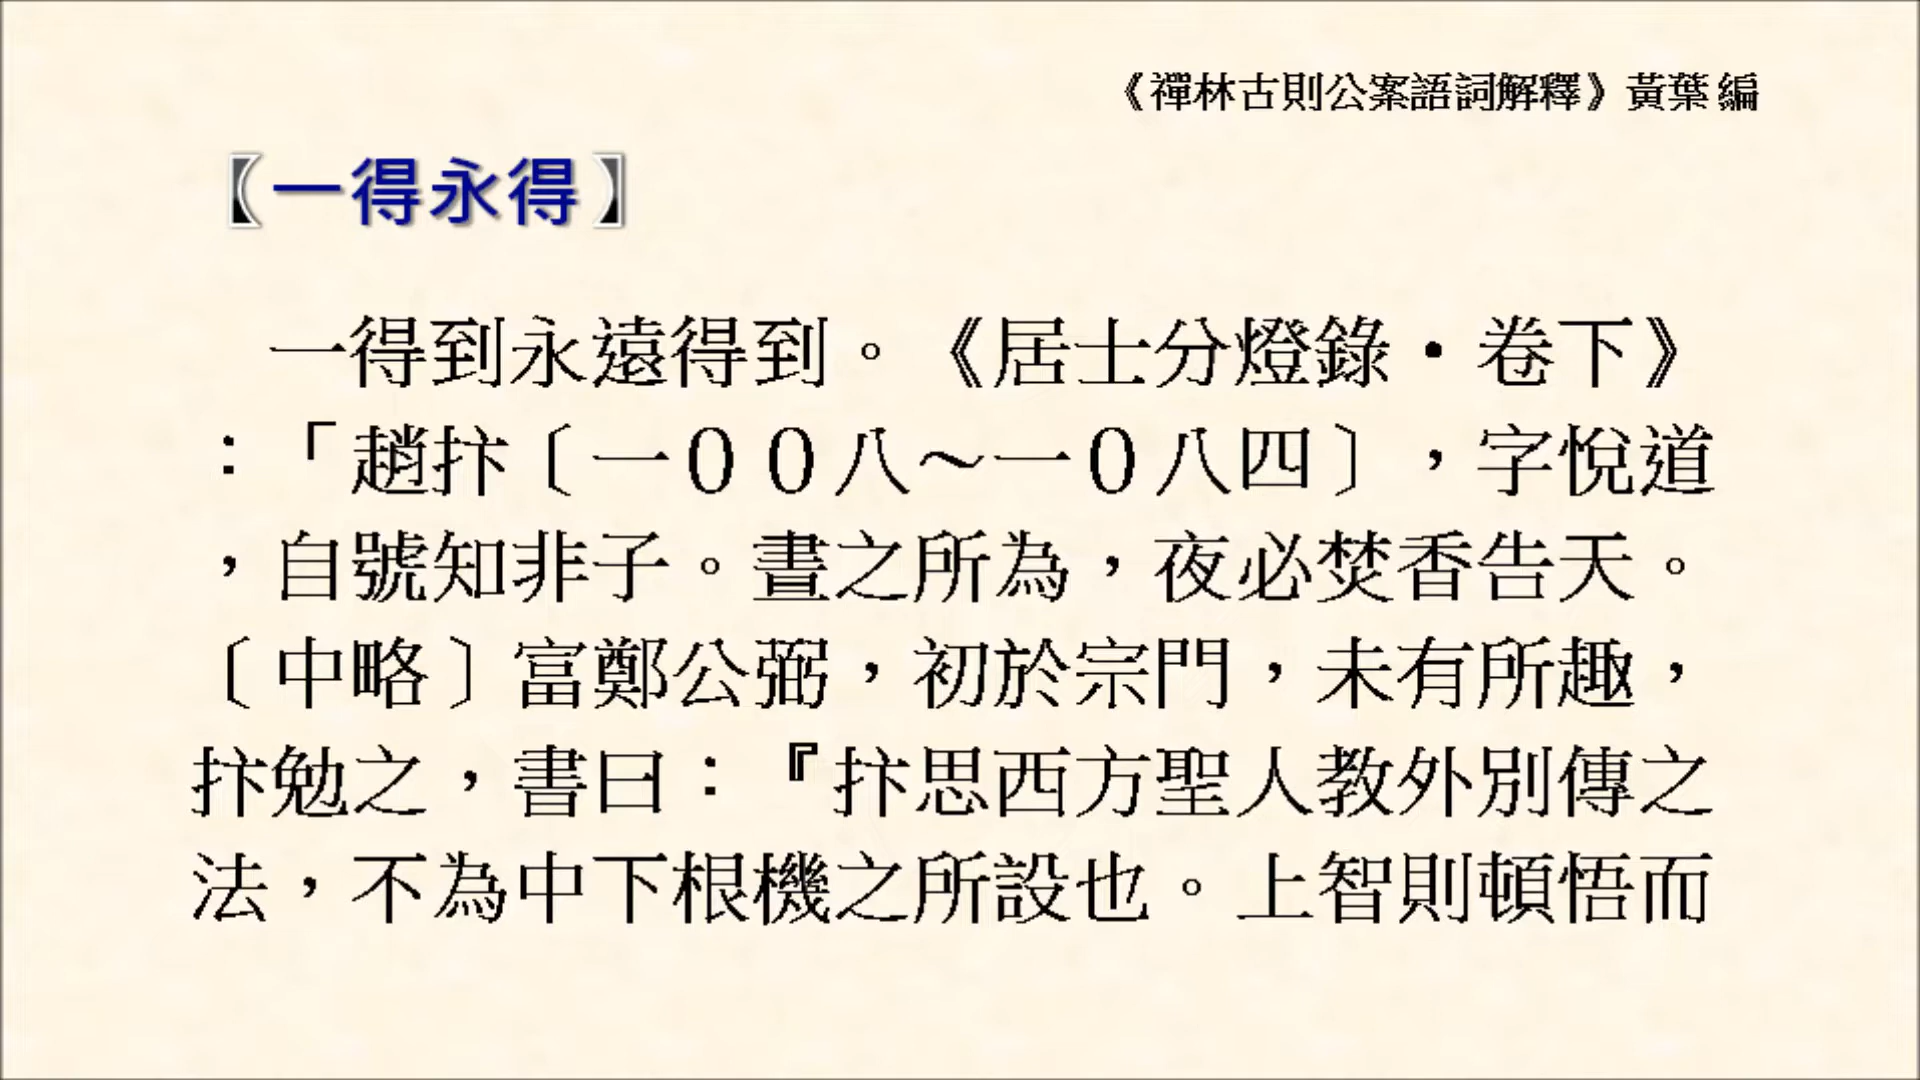 《禪林古則公案語詞解釋》黃葉編
【一得永得】
一得到永遠得到。《居士分燈錄・卷下》
：「趙抃〔一００八～一０八四〕，字悅道
，自號知非子。晝之所為，夜必焚香告天。
〔中略〕富鄭公弼，初於宗門，未有所趣，
抃勉之，書曰：『抃思西方聖人教外別傳之
法，不為中下根機之所設也。上智則頓悟而